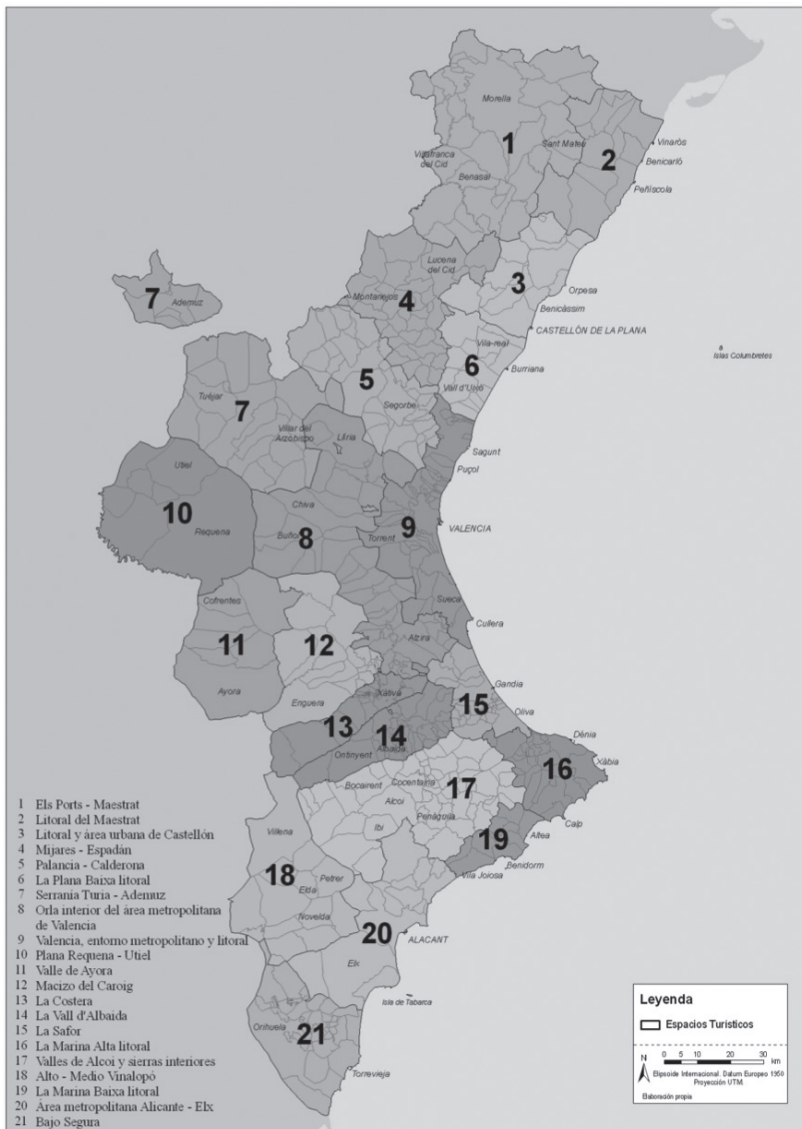 Morella
1
Sant Mateu
2
Vinaròs
Villafranca
del Cid
Benicarló
Benasal
Peñíscola
Lucena
del Cid
3
7
Ademuz
Orpesa
Montanejos
4
Benicàssim
CASTELLÓN DE LA PLANA
Vila-real
Islas Columbretes
5
6
Burriana
Tuéjar
7
Segorbe
Vall d'Uixó
Villar del
Arzobispo
Llíria
Sagunt
Utiel
Puçol
10
Chiva
9
VALENCIA
Requena
Buñol
8
Torrent
Cofrentes
Sueca
Cullera
11
12
Alzira
Ayora
Gandia
Enguera
Xàtiva
15
Oliva
13
14
Albaida
Ontinyent
Dénia
Xàbia
16
Bocairent
Cocentaina
17
Alcoi
Penàguila
Calp
Ibi
19
Altea
Villena
Benidorm
18
Petrer
Vila Joiosa
Elda
Novelda
20
ALACANT
Elx
Isla de Tabarca
Orihuela
21
Torrevieja
1 Els Ports - Maestrat
2 Litoral del Maestrat
3 Litoral y área urbana de Castellón
4 Mijares - Espadán
5 Palancia - Calderona
6 La Plana Baixa litoral
7 Serranía Turia - Ademuz
8 Orla interior del área metropolitana
de Valencia
9 Valencia, entorno metropolitano y litoral
10 Plana Requena - Utiel
11 Valle de Ayora
12 Macizo del Caroig
13 La Costera
14 La Vall d'Albaida
15 La Safor
16 La Marina Alta litoral
17 Valles de Alcoi y sierras interiores
18 Alto - Medio Vinalopó
19 La Marina Baixa litoral
20 Área metropolitana Alicante - Elx
21 Bajo Segura
Leyenda
Espacios Turísticos
N
0 5 10 20 30
km
Elipsoide Internacional. Datum Europeo 1950
Proyección UTM.
Elaboración propia